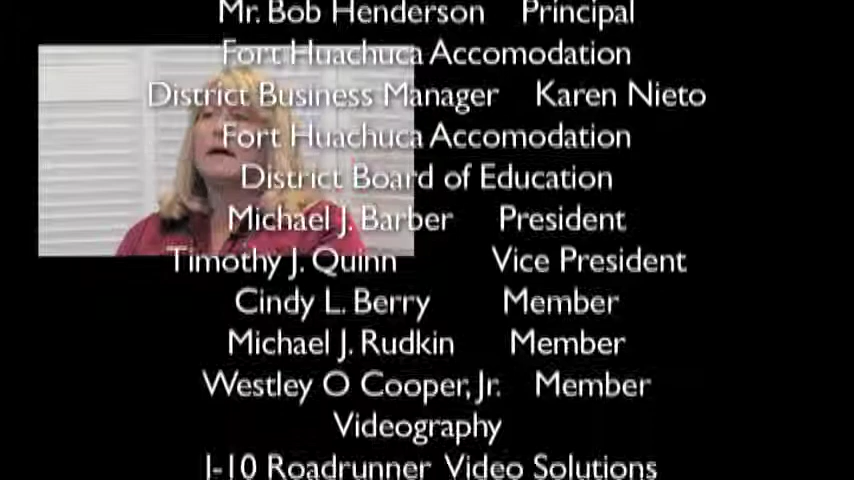 Mr. Bob Henderson Principal
Fort Huachuca Accomodation
District Business Manager Karen Nieto
Fort Huachuca Accomodation
District Board of Education
Michael J. Barber President
Timothy J. Quinn Vice President
Cindy L. Berry Member
Michael J. Rudkin Member
Westley O Cooper, Jr. Member
Videography
I-10 Roadrunner Video Solutions